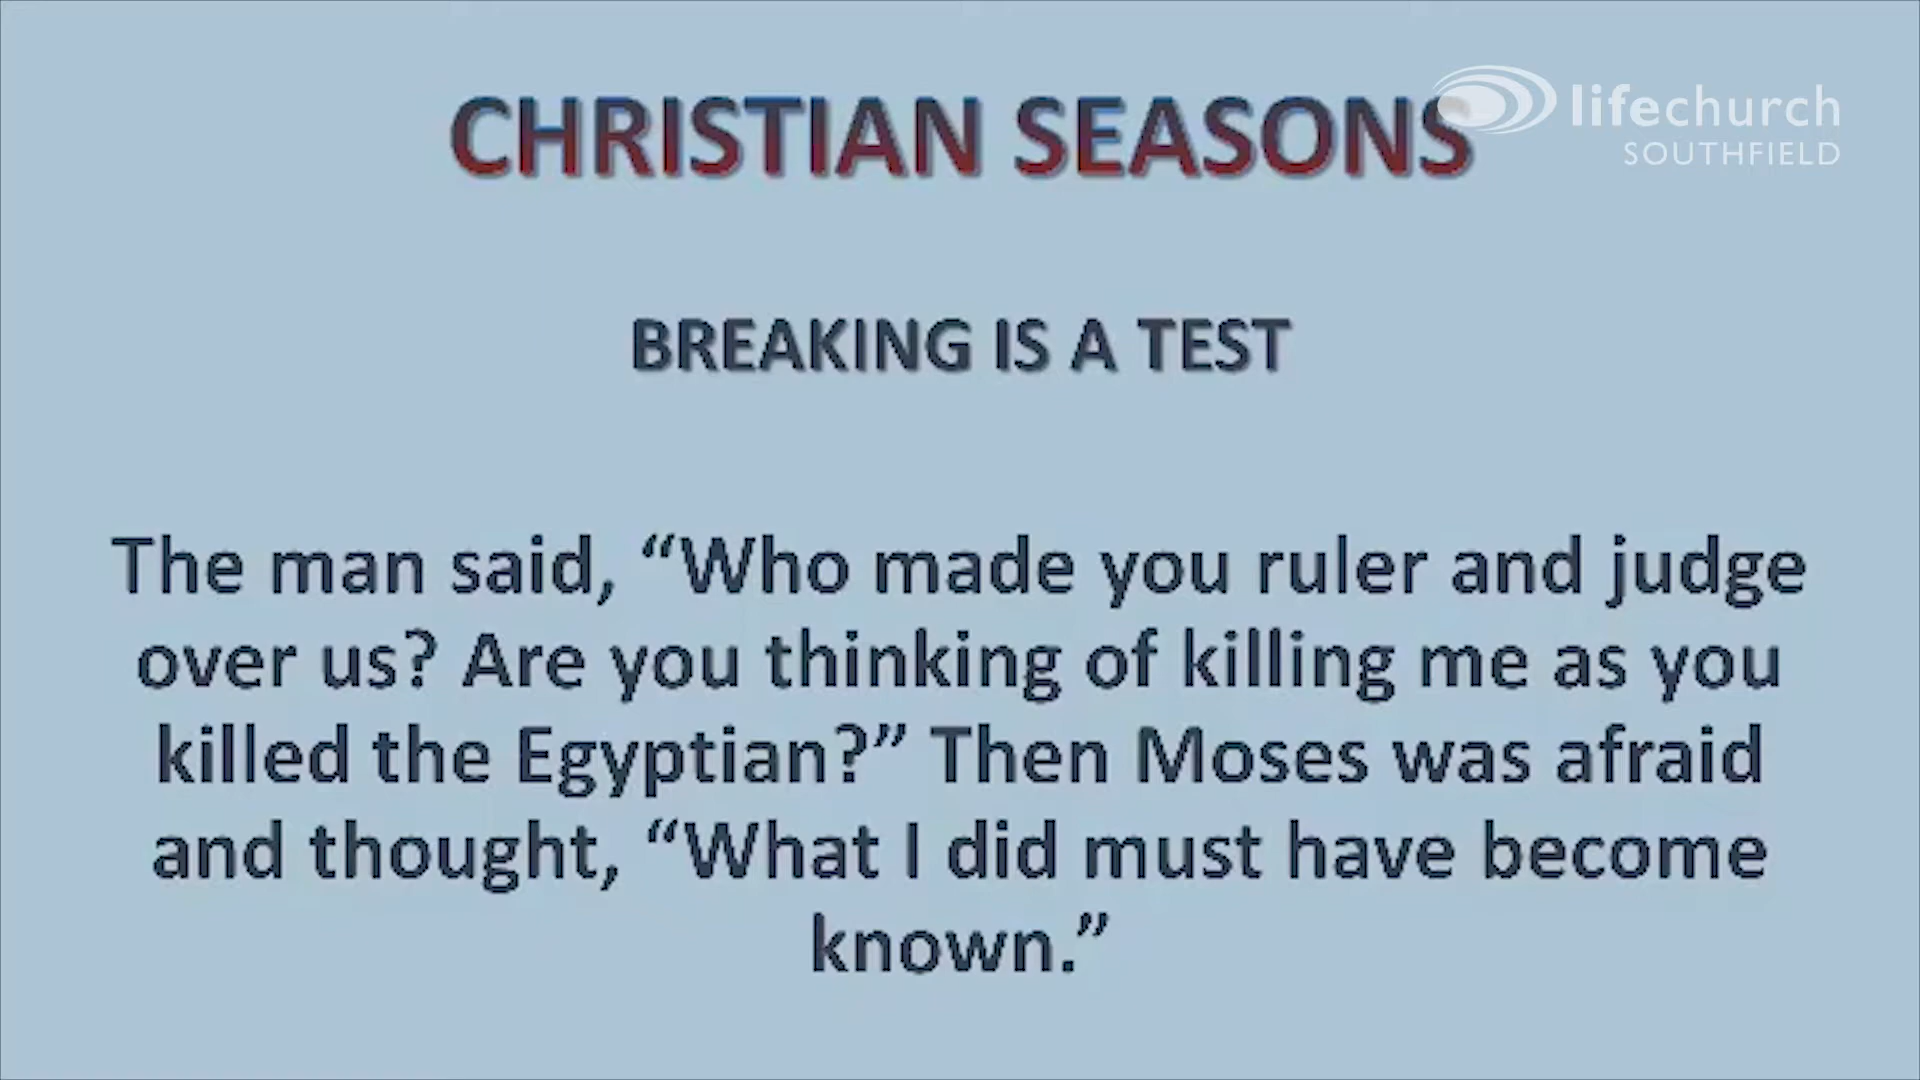 CHRISTIAN SEASONS
lifechurch
SOUTHFIELD
BREAKING IS A TEST
The man said, “Who made you ruler and judge
over us? Are you thinking of killing me as you
killed the Egyptian?” Then Moses was afraid
and thought, “What I did must have become
known.”